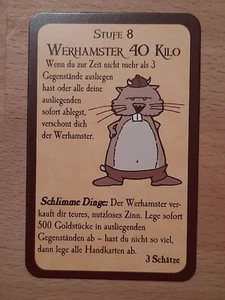 STUFE 8
WERHAMSTER 40 KILO
Wenn du zur Zeit nicht mehr als 3
Gegenstände ausliegen
hast oder alle deine
ausliegenden
sofort ablegst,
verschont dich
der Werhamster.
Schlimme Dinge: Der Werhamster ver-
kauft dir teures, nutzloses Zinn. Lege sofort
500 Goldstücke in ausliegenden
Gegenständen ab – hast du nicht so viel,
dann lege alle Handkarten ab.
3 Schätze